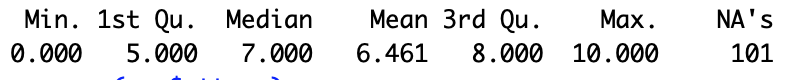 Min. 1st Qu. Median Mean 3rd Qu. Max. NA's
0.000 5.000 7.000 6.461 8.000 10.000 101